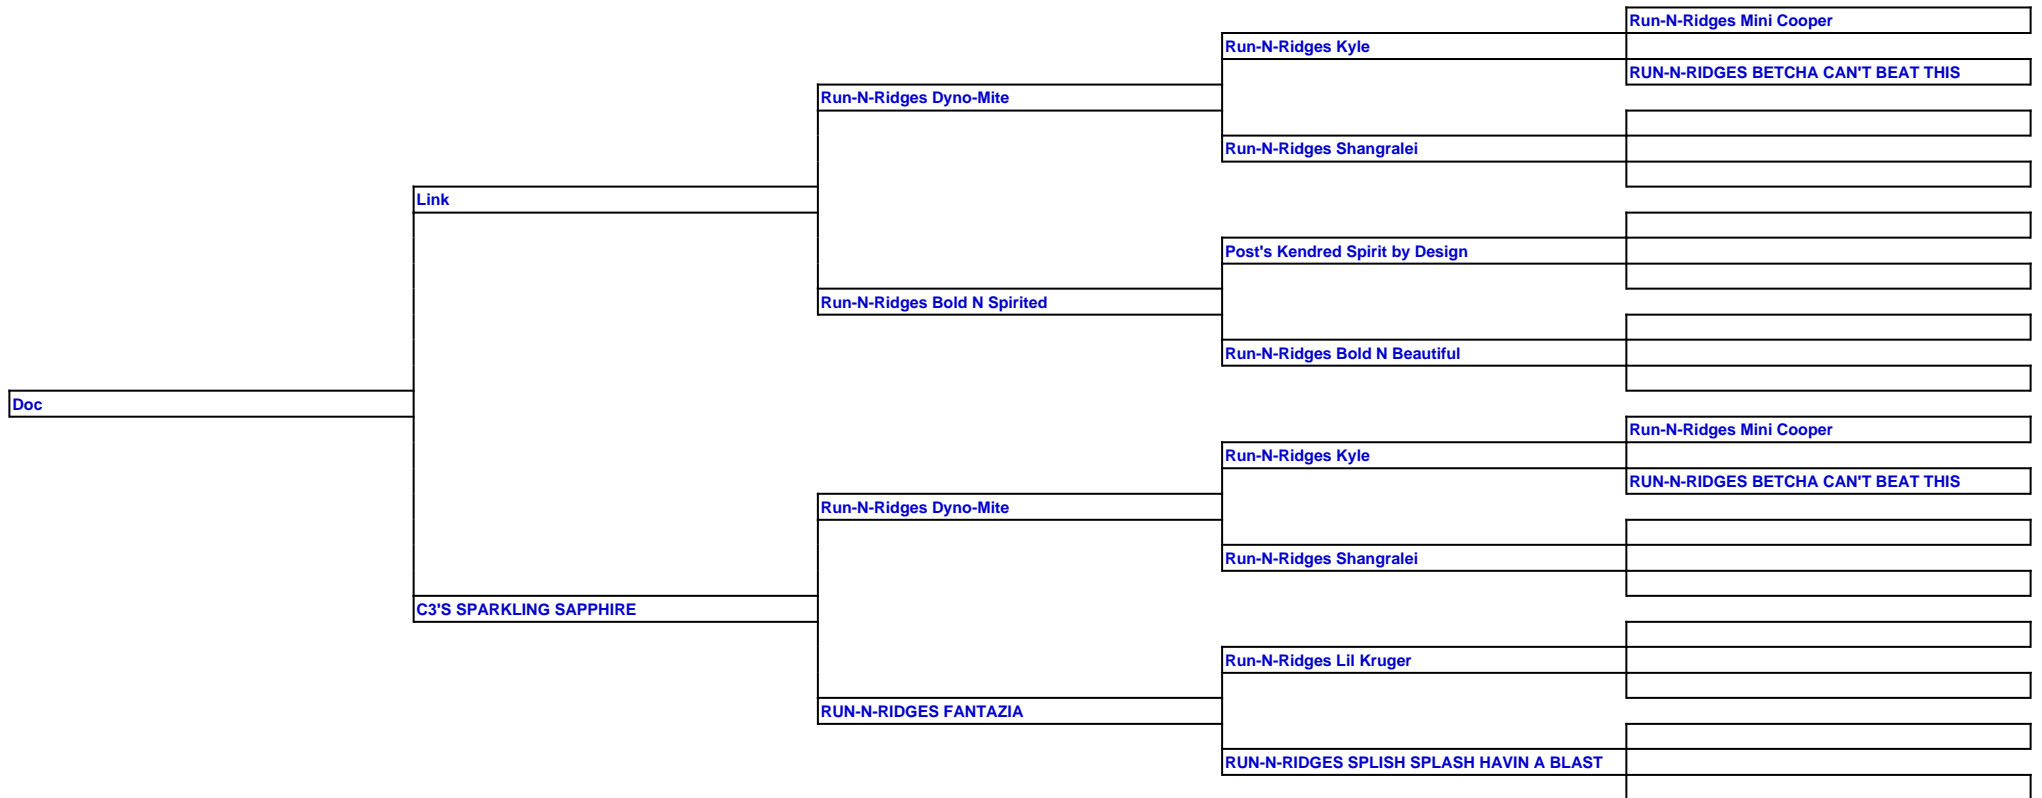 Run-N-Ridges Mini Cooper
Run-N-Ridges Kyle
RUN-N-RIDGES BETCHA CAN'T BEAT THIS
Run-N-Ridges Dyno-Mite
Run-N-Ridges Shangralei
Link
Post's Kendred Spirit by Design
Run-N-Ridges Bold N Spirited
Run-N-Ridges Bold N Beautiful
Doc
Run-N-Ridges Mini Cooper
Run-N-Ridges Kyle
RUN-N-RIDGES BETCHA CAN'T BEAT THIS
Run-N-Ridges Dyno-Mite
Run-N-Ridges Shangralei
C3'S SPARKLING SAPPHIRE
Run-N-Ridges Lil Kruger
RUN-N-RIDGES FANTAZIA
RUN-N-RIDGES SPLISH SPLASH HAVIN A BLAST